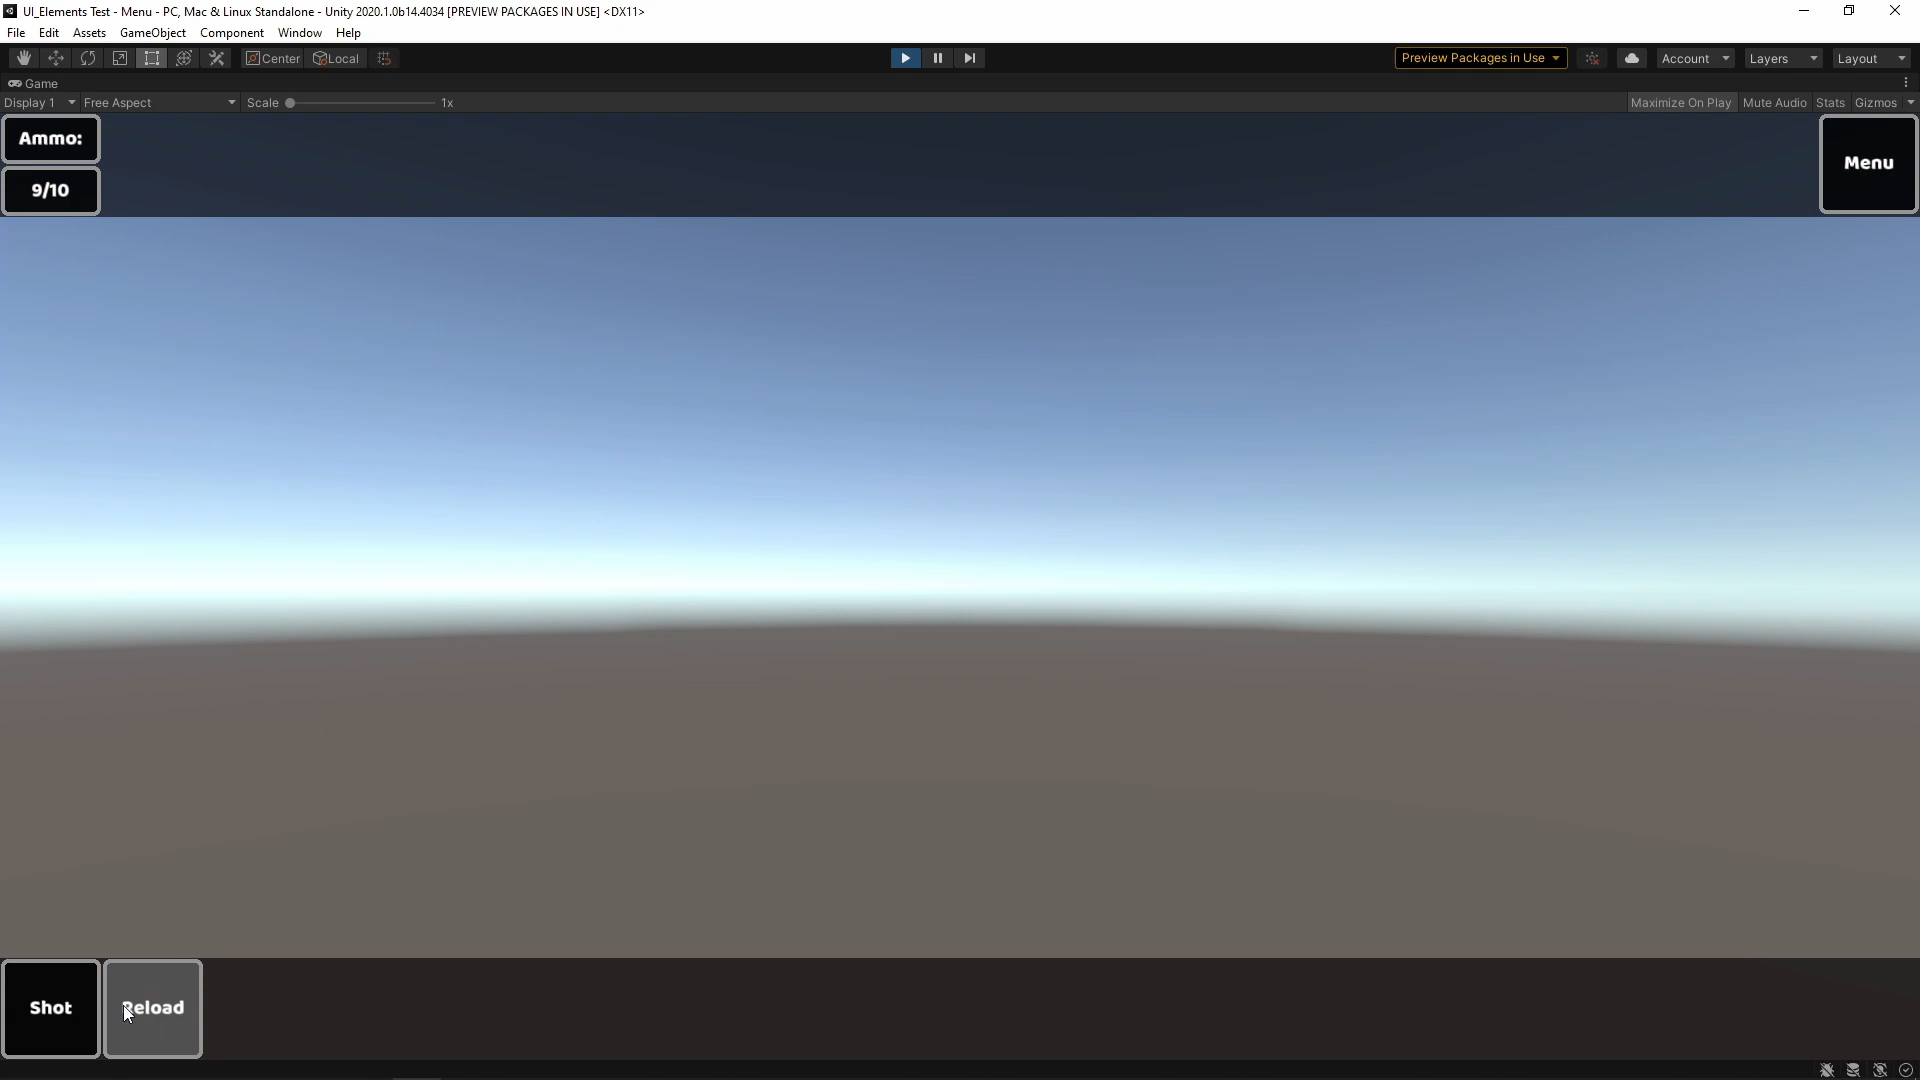 UI_Elements Test - Menu - PC, Mac & Linux Standalone - Unity 2020.1.0b14.4034 [PREVIEW PACKAGES IN USE] <DX11>
File Edit Assets GameObject Component Window Help
Center Local Preview Packages in Use Account Layers Layout
Game
Display 1 Free Aspect Scale 1x Maximize On Play Mute Audio Stats Gizmos
Ammo:
9/10
Menu
Shot
Reload